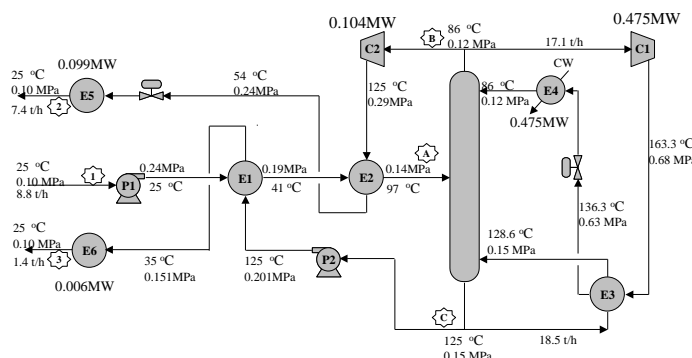 0.104MW
0.475MW
86 ℃
0.12 MPa
B
17.1 t/h
C2
C1
0.099MW
25 ℃
0.10 MPa
2
7.4 t/h
E5
54 ℃
0.24MPa
125 ℃
0.29MPa
86 ℃
0.12 MPa
E4
CW
0.475MW
163.3 ℃
0.68 MPa
25 ℃
0.10 MPa
8.8 t/h
1
P1
0.24MPa
25 ℃
E1
0.19MPa
41 ℃
E2
A
0.14MPa
97 ℃
136.3 ℃
0.63 MPa
25 ℃
0.10 MPa
3
1.4 t/h
E6
0.006MW
35 ℃
0.151MPa
125 ℃
0.201MPa
P2
128.6 ℃
0.15 MPa
E3
C
125 ℃
0.15 MPa
18.5 t/h